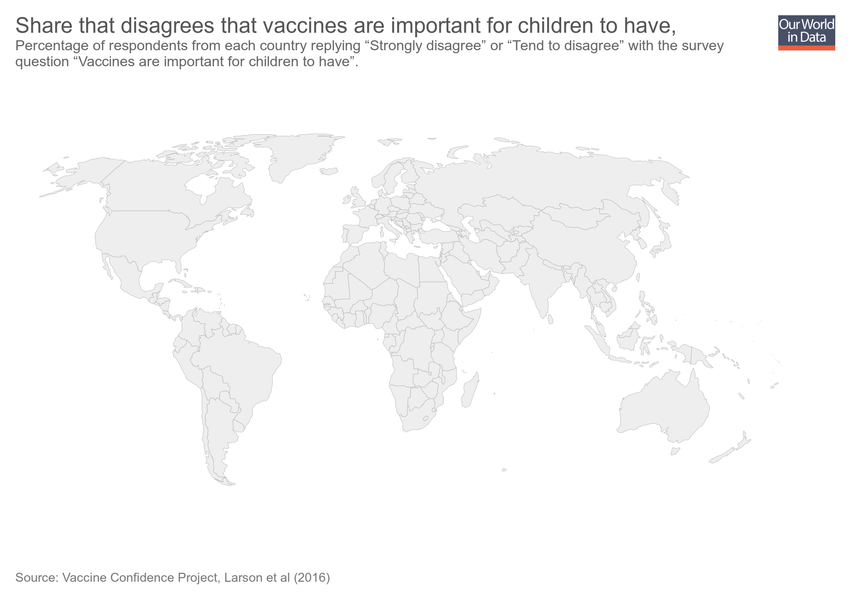 Share that disagrees that vaccines are important for children to have,
Our World
in Data
Percentage of respondents from each country replying “Strongly disagree” or “Tend to disagree” with the survey
question “Vaccines are important for children to have”.
Source: Vaccine Confidence Project, Larson et al (2016)